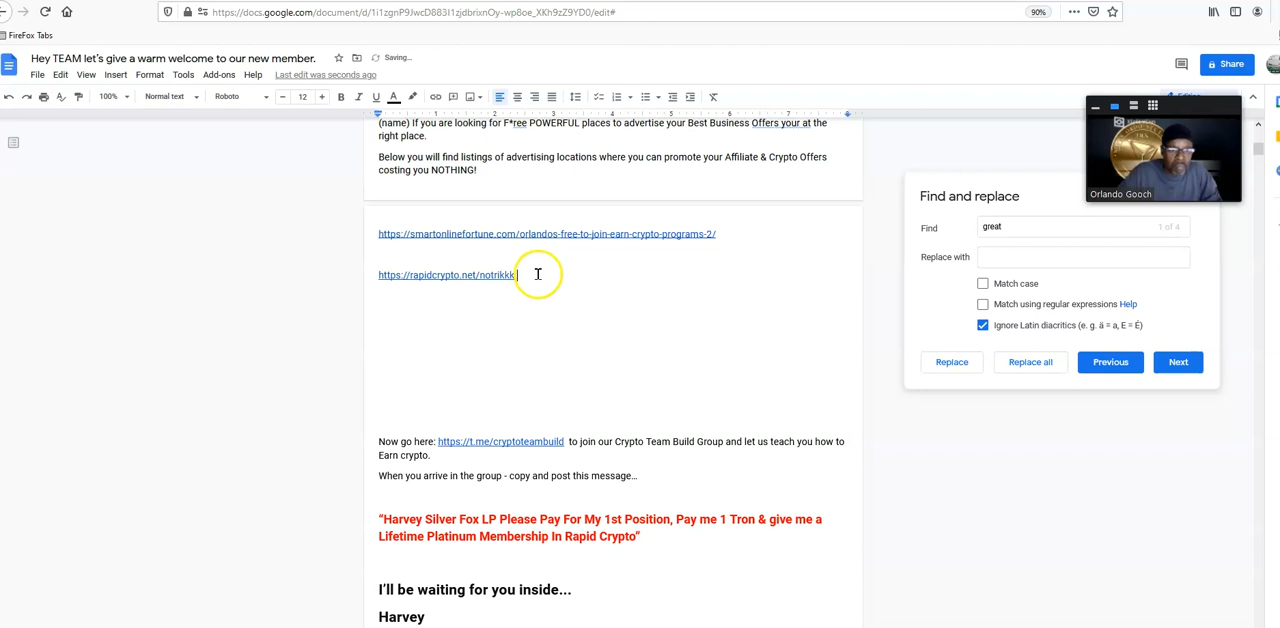 https://docs.google.com/document/d/1i1zgnP9JwcD883I1zjdbrixnOy-wp8oe_XKh9zZ9YD0/edit#
90%
FireFox Tabs
Hey TEAM let's give a warm welcome to our new member.
Saving...
Share
File Edit View Insert Format Tools Add-ons Help Last edit was seconds ago
100% Normal text Roboto 12 B I U A
1 2 3 4 5 6 7
(name) If you are looking for F*ree POWERFUL places to advertise your Best Business Offers your at the
right place.
Below you will find listings of advertising locations where you can promote your Affiliate & Crypto Offers
costing you NOTHING!
https://smartonlinefortune.com/orlandos-free-to-join-earn-crypto-programs-2/
https://rapidcrypto.net/notrikkk
Now go here: https://t.me/cryptoteambuild to join our Crypto Team Build Group and let us teach you how to
Earn crypto.
When you arrive in the group - copy and post this message…
“Harvey Silver Fox LP Please Pay For My 1st Position, Pay me 1 Tron & give me a
Lifetime Platinum Membership In Rapid Crypto”
I’ll be waiting for you inside...
Harvey
Orlando Gooch
Find and replace
Find great 1 of 4
Replace with
Match case
Match using regular expressions Help
Ignore Latin diacritics (e. g. ä = a, E = É)
Replace Replace all Previous Next